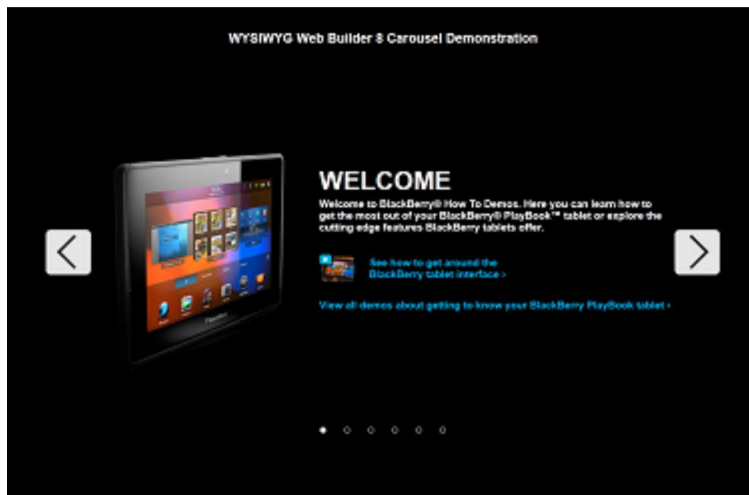 WYSIWYG Web Builder 8 Carousel Demonstration
WELCOME
Welcome to BlackBerry® How To Demos. Here you can learn how to
get the most out of your BlackBerry® PlayBook™ tablet or explore the
cutting edge features BlackBerry tablets offer.
See how to get around the
BlackBerry tablet interface ›
View all demos about getting to know your BlackBerry PlayBook tablet ›